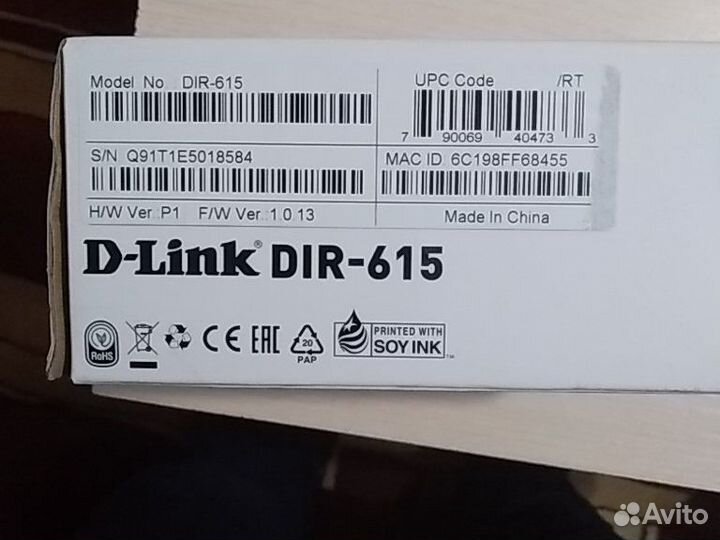 Model No DIR-615
UPC Code /RT
7 90069 40473 3
S/N Q91T1E5018584
MAC ID 6C198FF68455
H/W Ver.:P1 F/W Ver.:1.0.13
Made In China
D-Link® DIR-615
RoHS
CE EAC
20
PAP
PRINTED WITH
SOY INK™
Avito